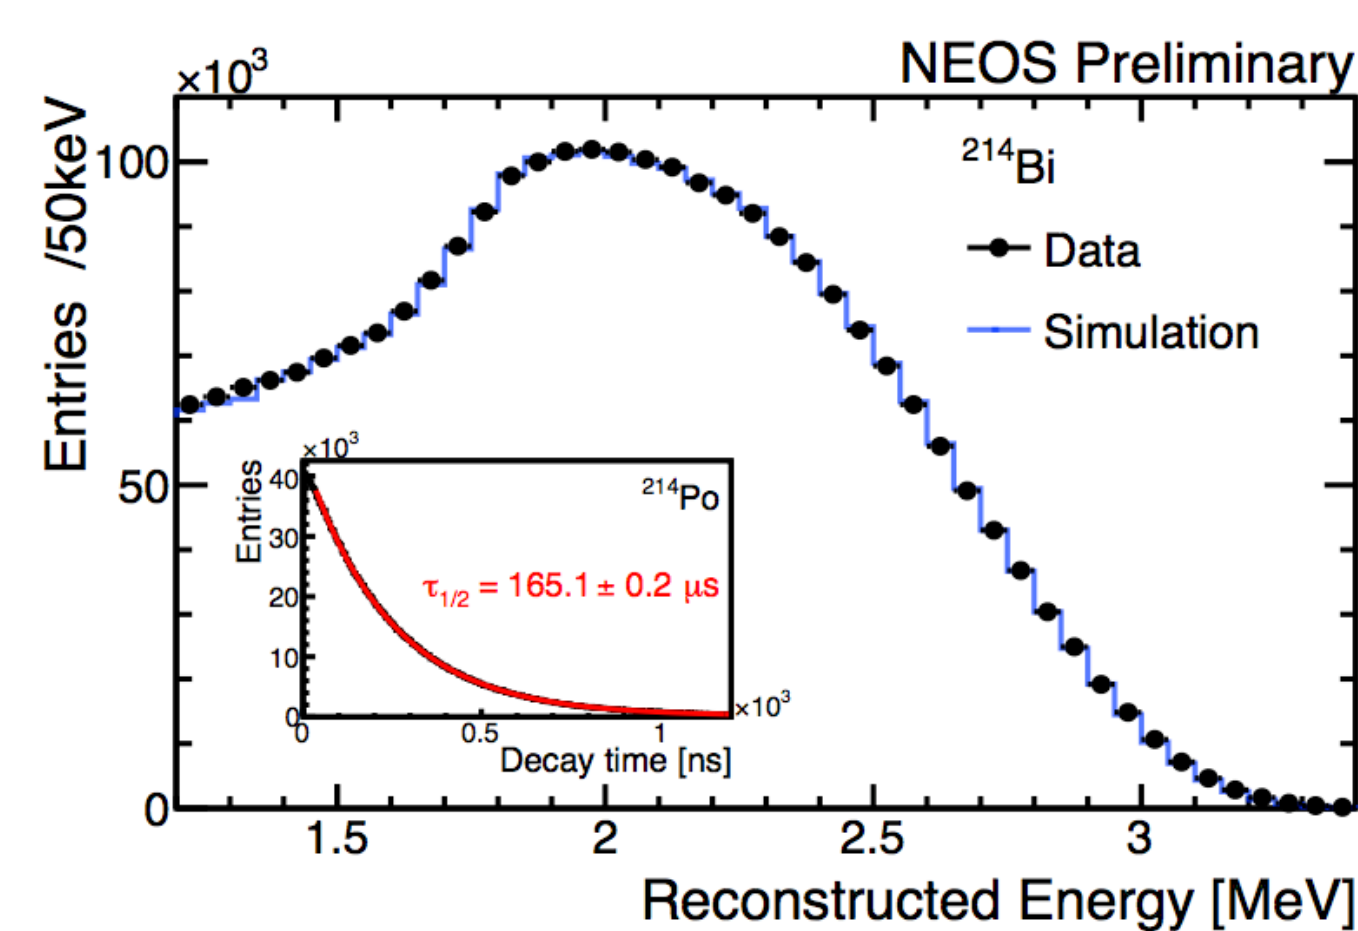 NEOS Preliminary
×10³
Entries /50keV
100
50
0
²¹⁴Bi
Data
Simulation
×10³
Entries
40
30
20
10
0
²¹⁴Po
τ1/2 = 165.1 ± 0.2 μs
0 0.5 1
×10³
Decay time [ns]
1.5 2 2.5 3
Reconstructed Energy [MeV]